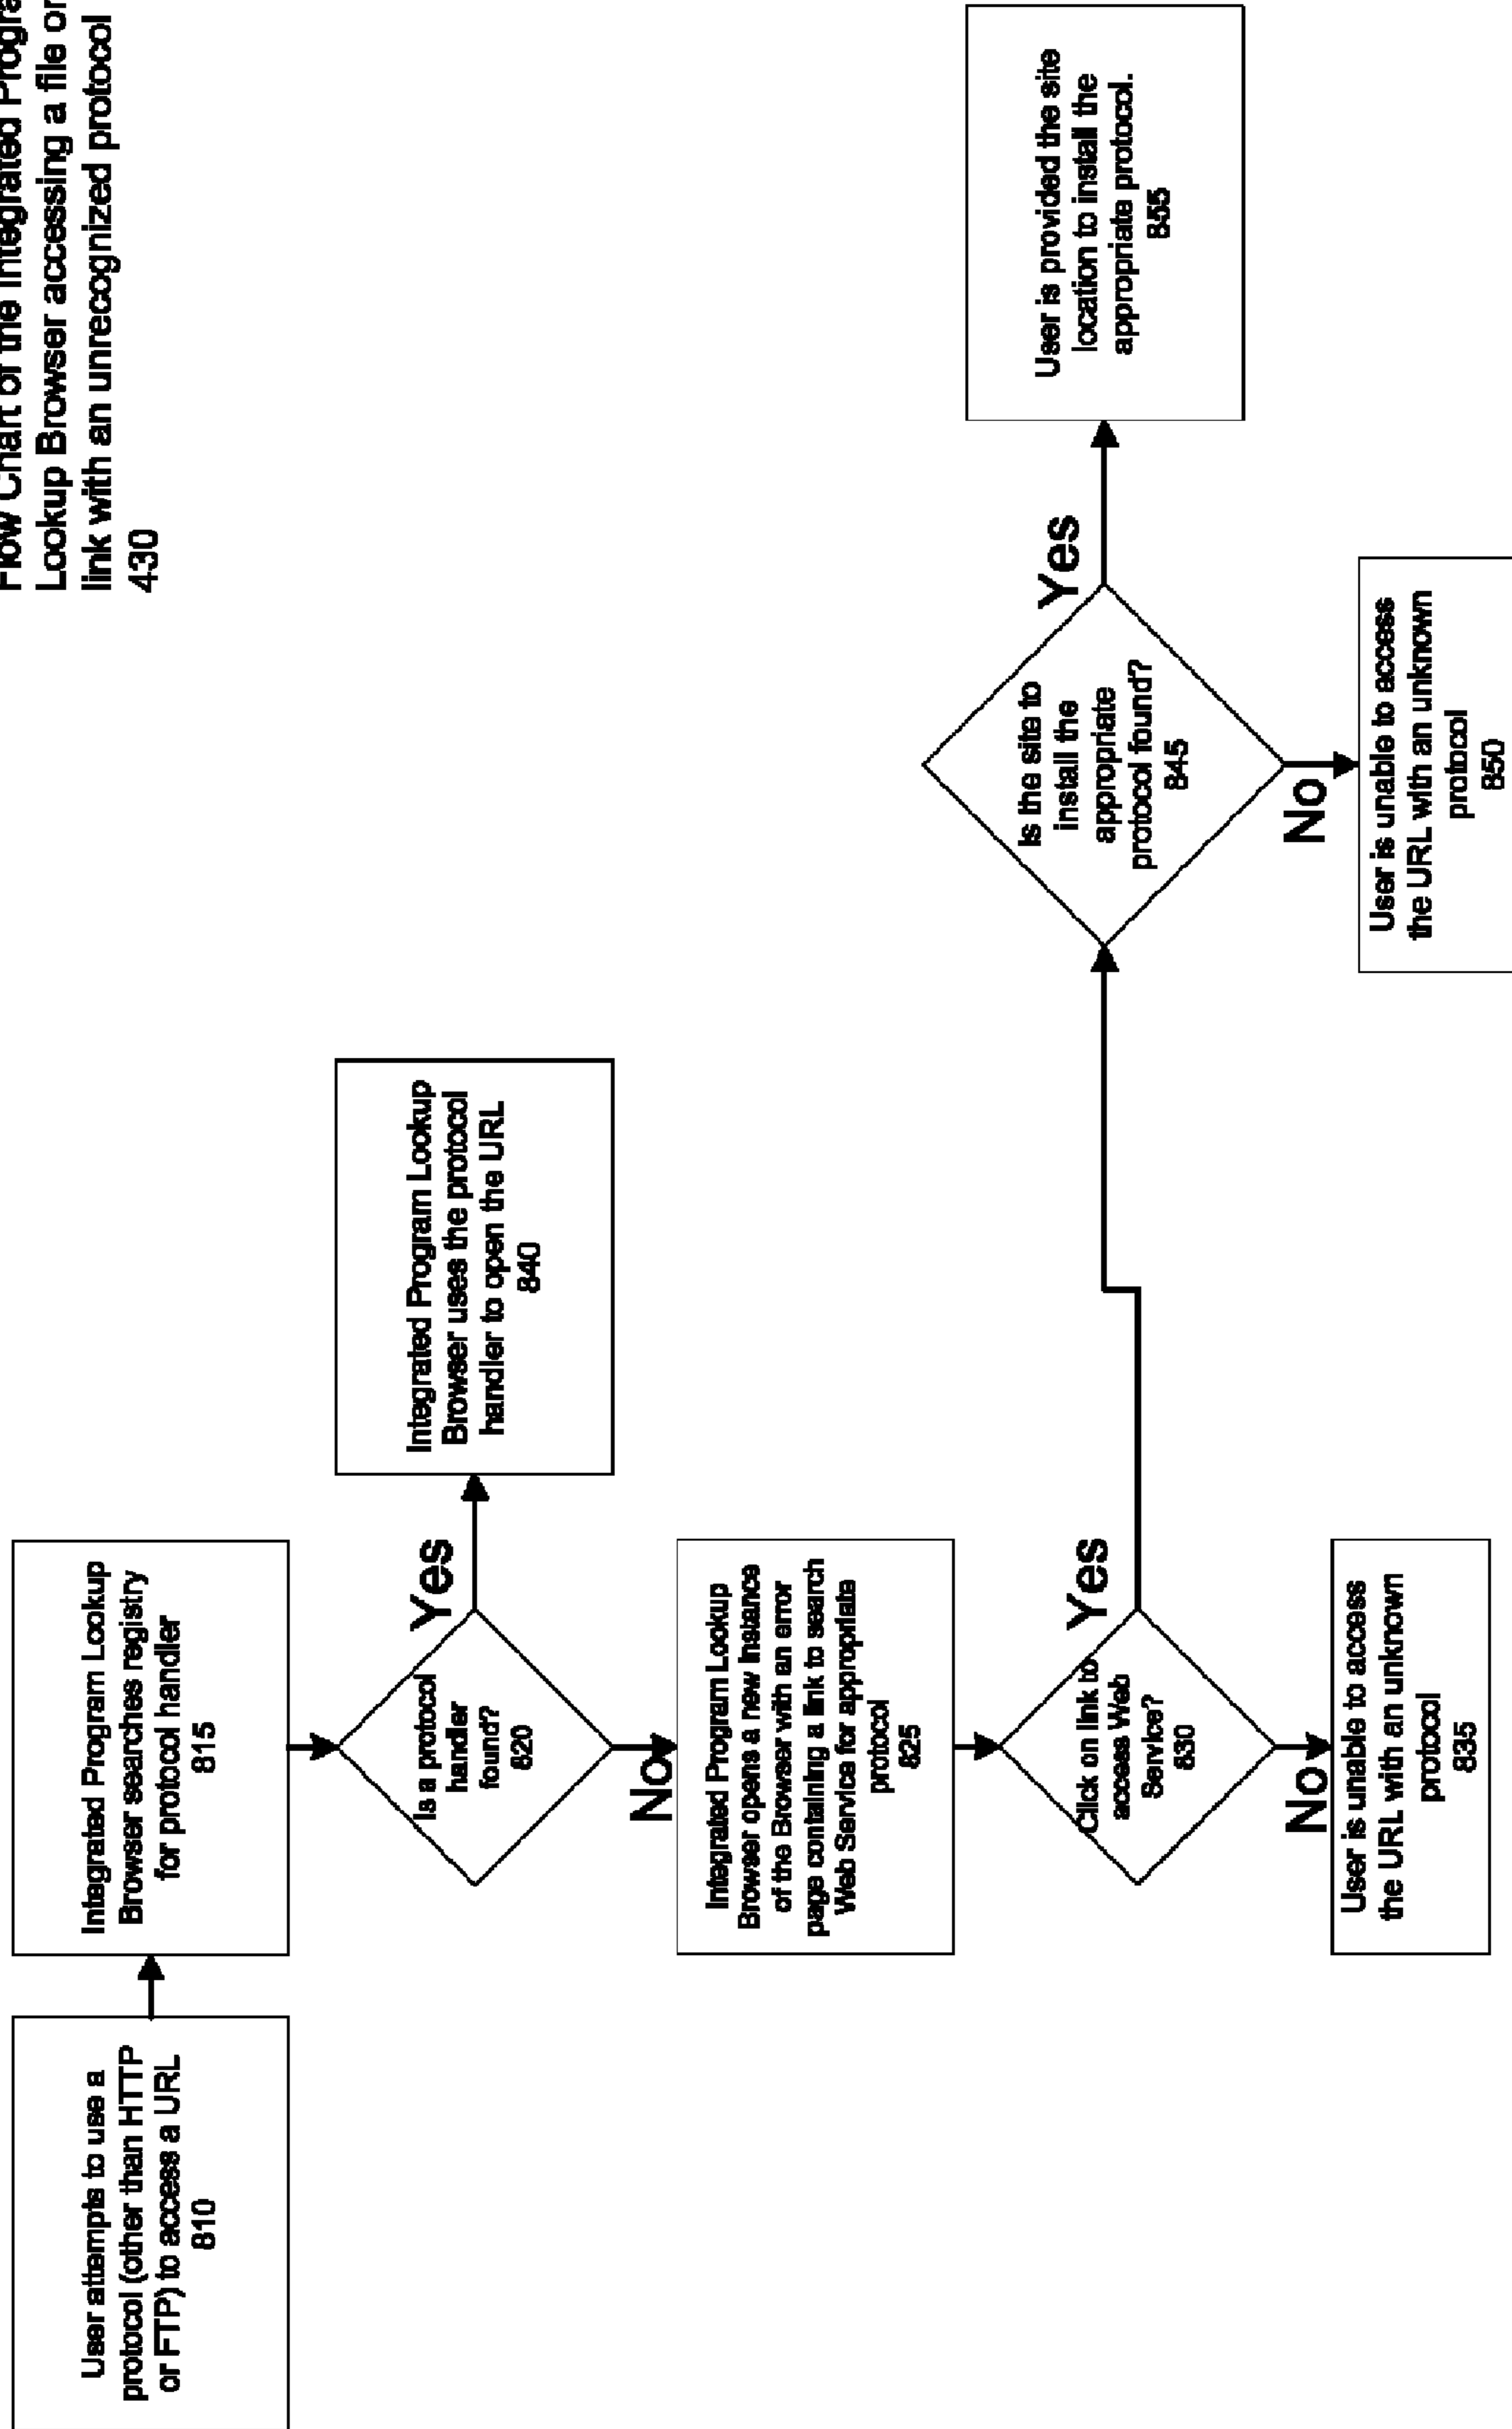 Flow Chart of the Integrated
Lookup Browser accessing a file or
link with an unrecognized protocol
430
User attempts to use a
protocol (other than HTTP
or FTP) to access a URL
810
Integrated Program Lookup
Browser searches registry
for protocol handler
815
Is a protocol
handler
found?
820
Yes
Integrated Program Lookup
Browser uses the protocol
handler to open the URL
840
No
Integrated Program Lookup
Browser opens a new instance
of the Browser with an error
page containing a link to search
Web Service for appropriate
protocol
825
Click on link to
access Web
Service?
830
Yes
No
User is unable to access
the URL with an unknown
protocol
835
Is the site to
install the
appropriate
protocol found?
845
Yes
User is provided the site
location to install the
appropriate protocol.
855
No
User is unable to access
the URL with an unknown
protocol
850